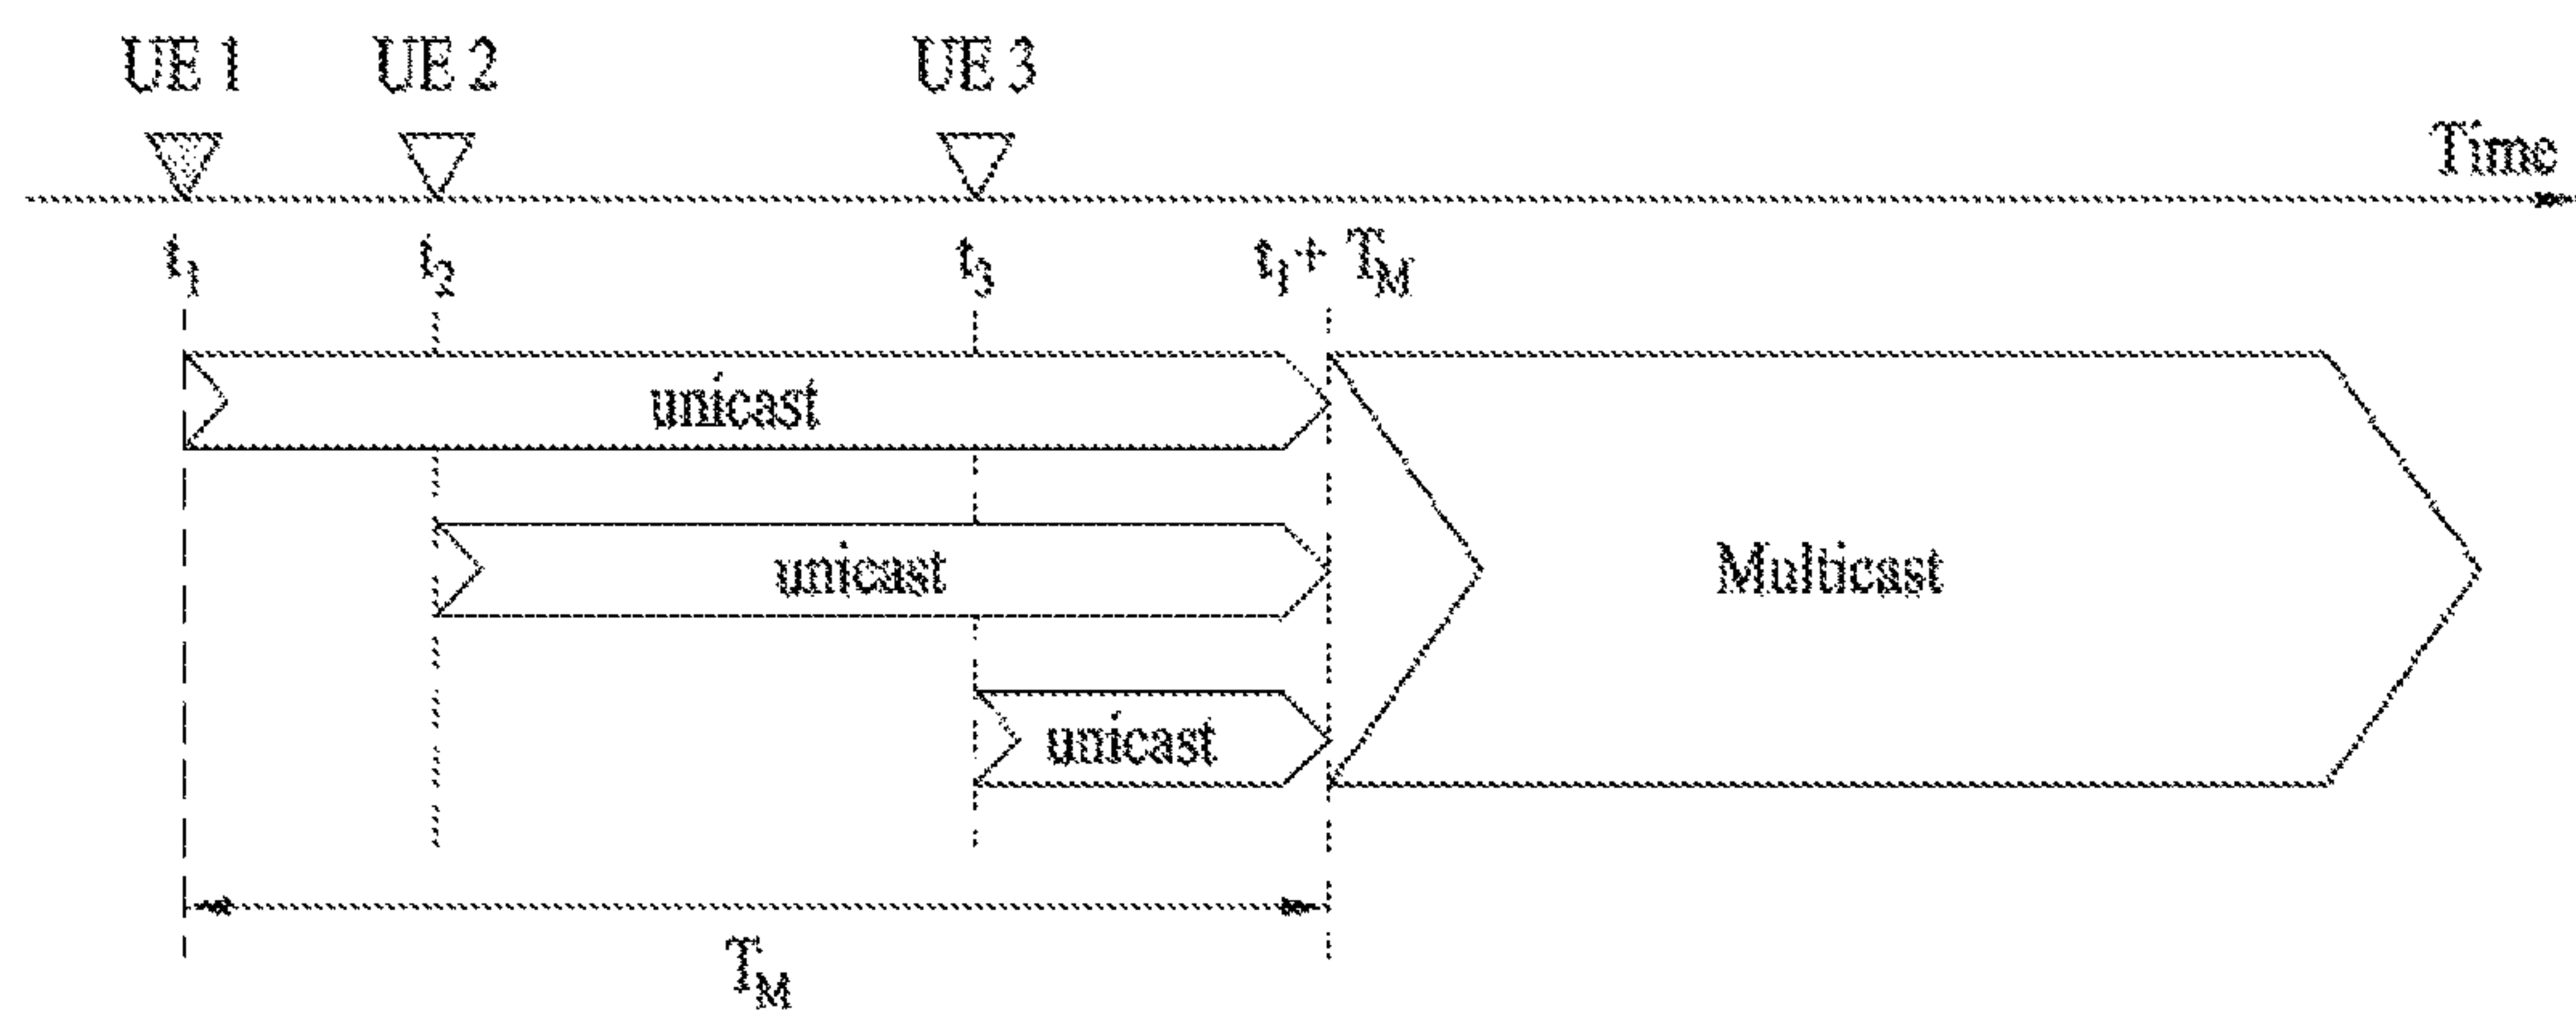 UE 1 UE 2 UE 3
Time
t1 t2 t3 t1 + TM
unicast
unicast
Multicast
unicast
TM